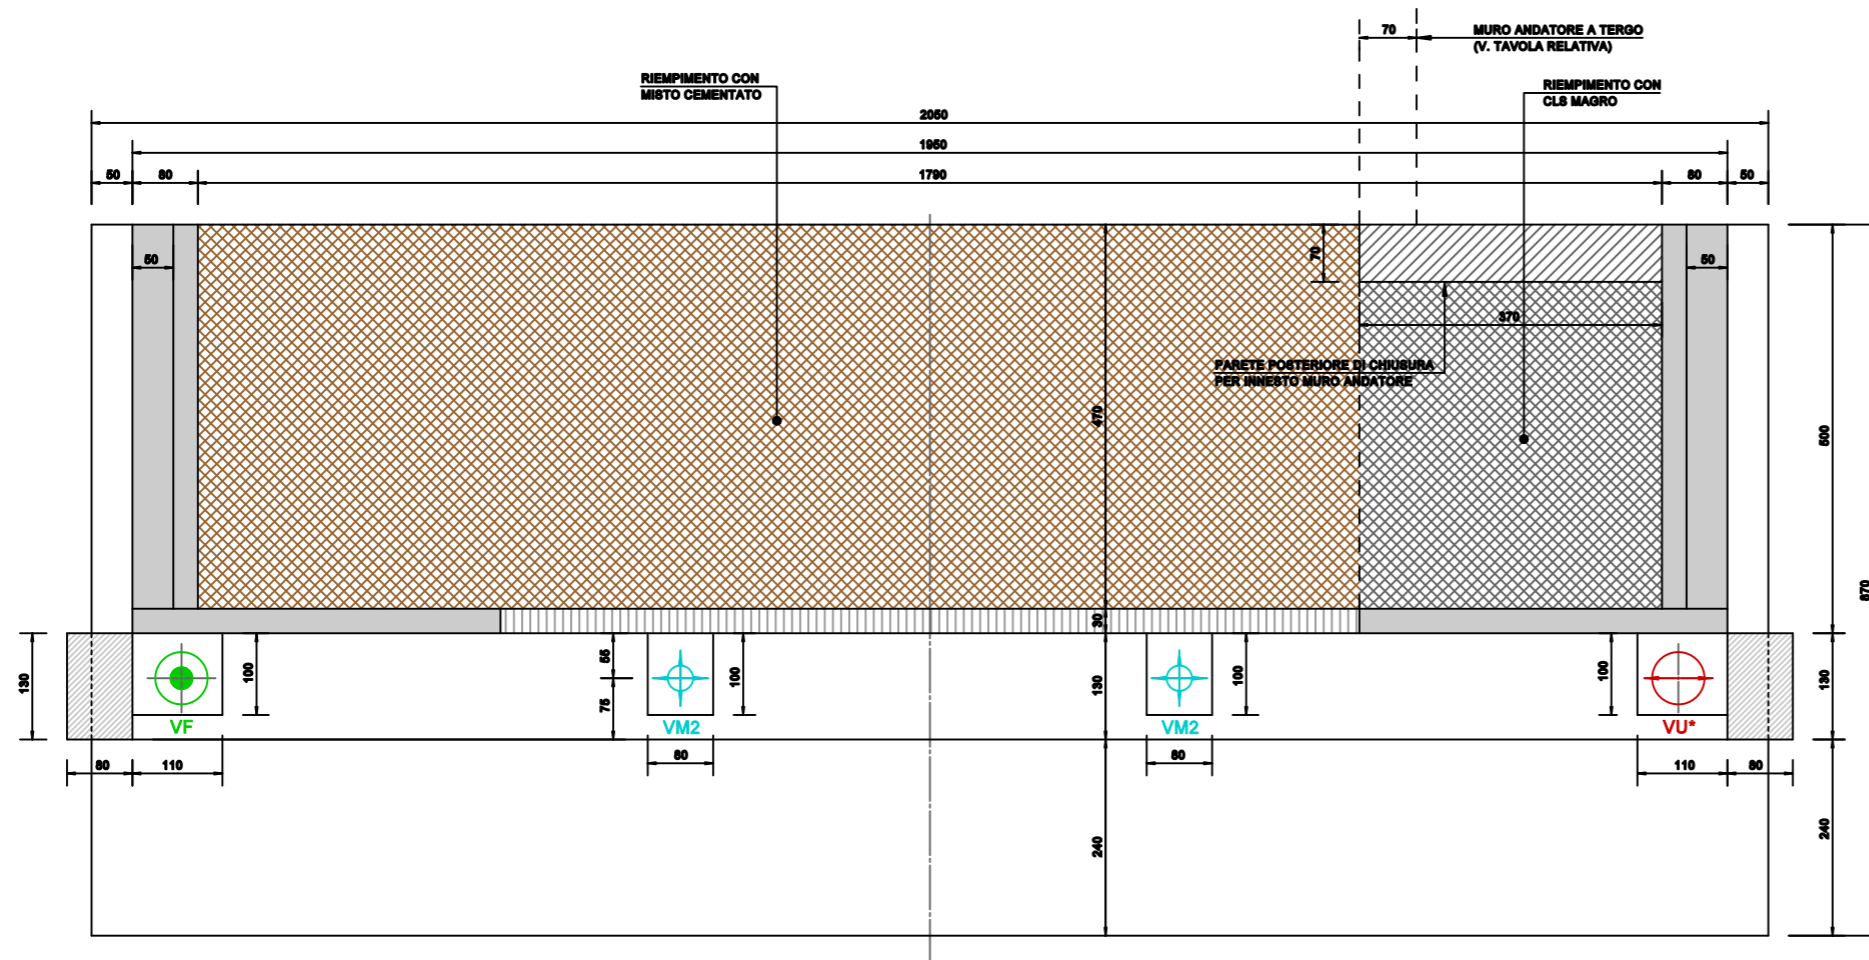 70
MURO ANDATORE A TERGO
(V. TAVOLA RELATIVA)
RIEMPIMENTO CON
MISTO CEMENTATO
RIEMPIMENTO CON
CLS MAGRO
2050
1950
50
80
1790
80
50
50
70
50
370
PARETE POSTERIORE DI CHIUSURA
PER INNESTO MURO ANDATORE
470
500
870
30
130
100
55
75
100
130
100
100
130
VF
VM2
VM2
VU*
80
110
80
80
110
80
240
240